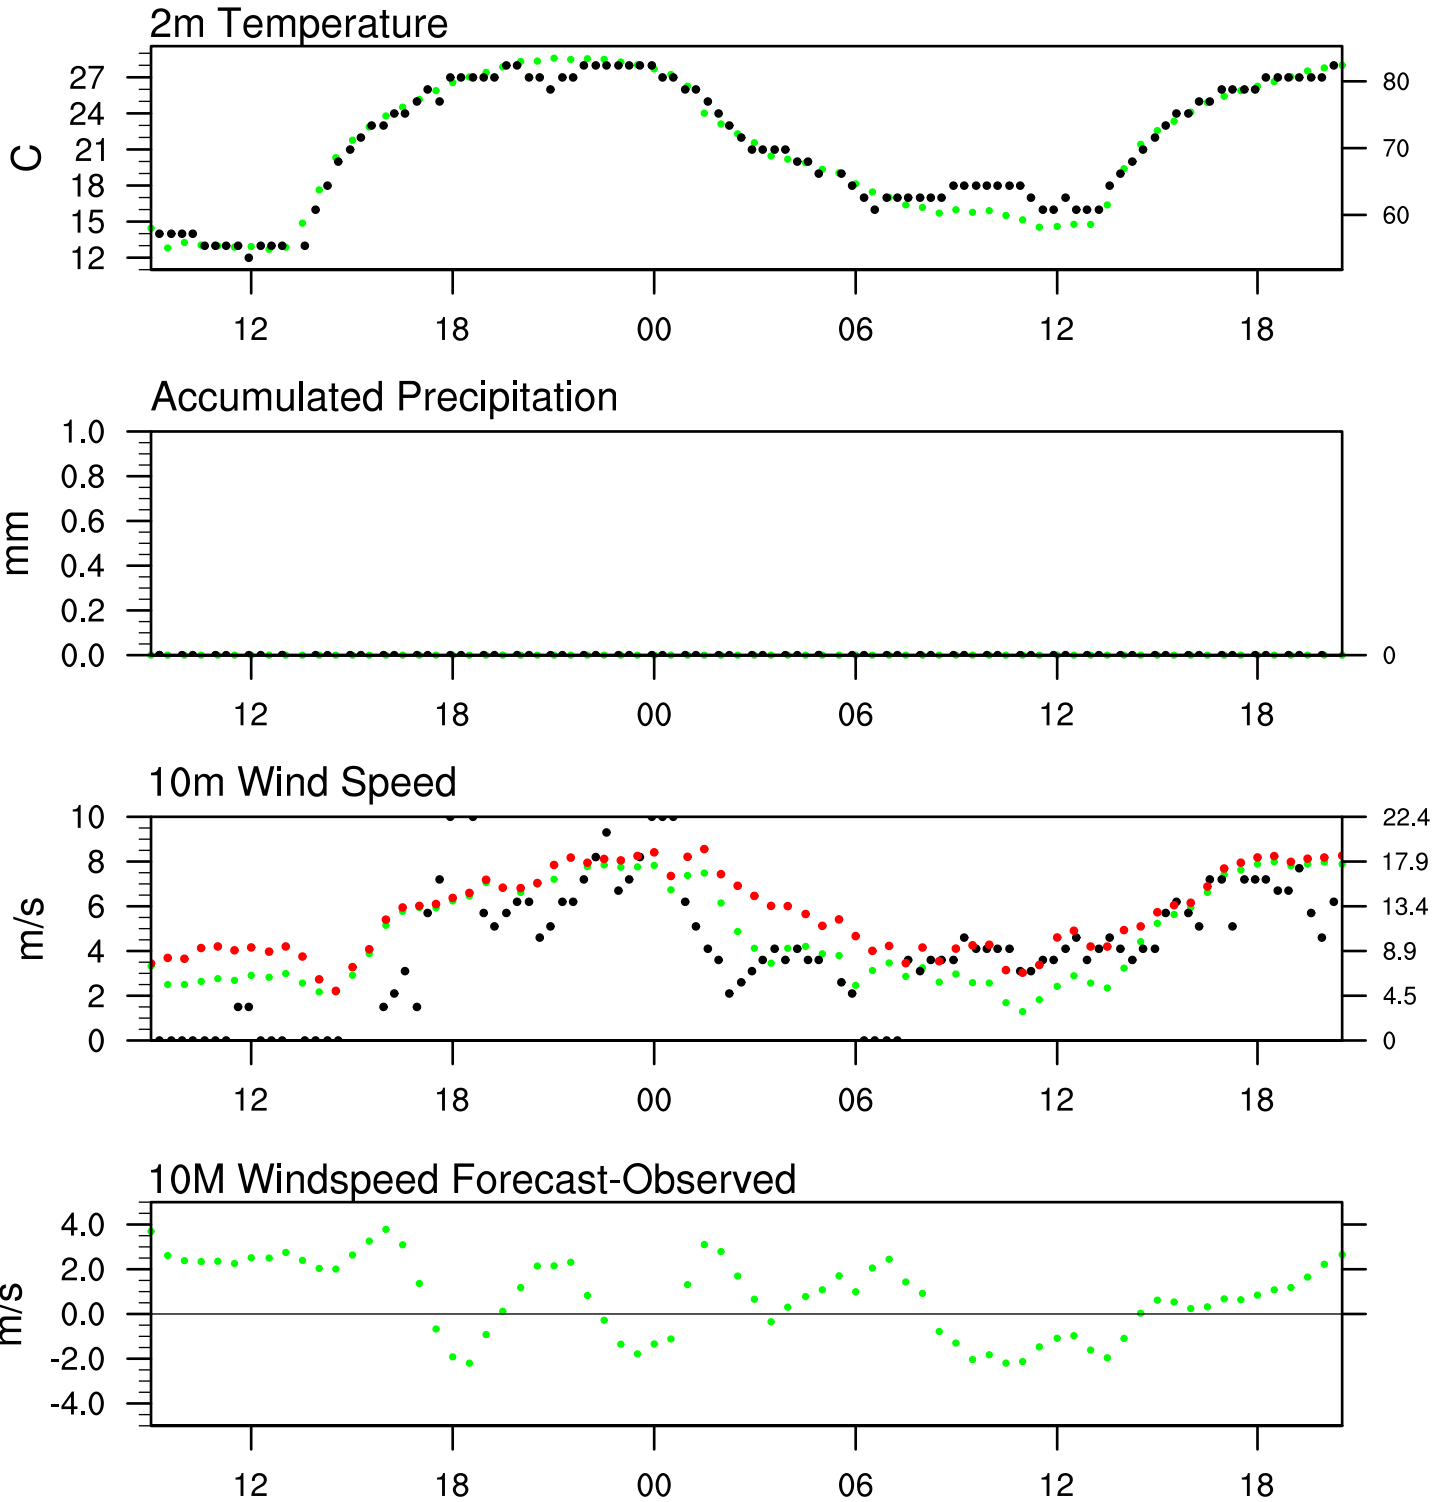 2m Temperature
27
24
21
18
15
12
C
80
70
60
12 18 00 06 12 18
Accumulated Precipitation
1.0
0.8
0.6
0.4
0.2
0.0
mm
0
12 18 00 06 12 18
10m Wind Speed
10
8
6
4
2
0
m/s
22.4
17.9
13.4
8.9
4.5
0
12 18 00 06 12 18
10M Windspeed Forecast-Observed
4.0
2.0
0.0
-2.0
-4.0
m/s
12 18 00 06 12 18